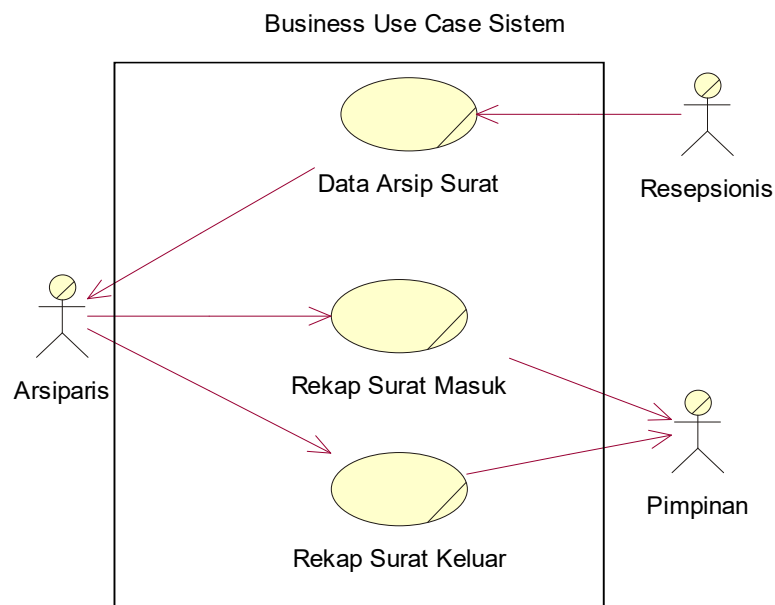 Business Use Case Sistem
Data Arsip Surat
Resepsionis
Arsiparis
Rekap Surat Masuk
Pimpinan
Rekap Surat Keluar